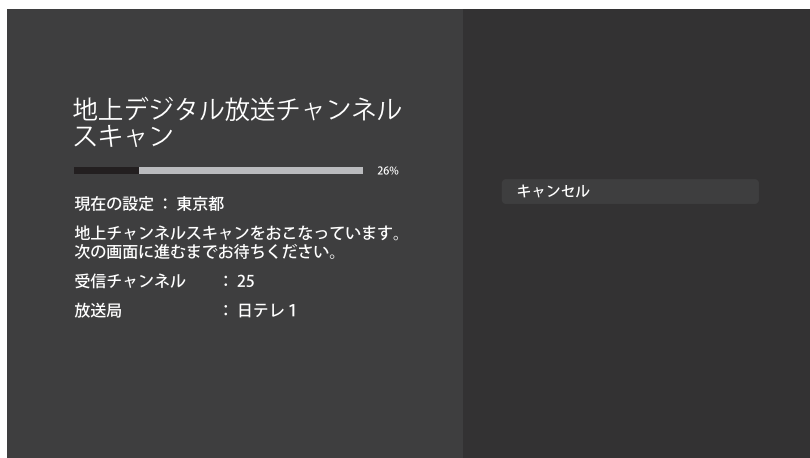 地上デジタル放送チャンネル
スキャン
26%
現在の設定 : 東京都
地上チャンネルスキャンをおこなっています。
次の画面に進むまでお待ちください。
受信チャンネル : 25
放送局 : 日テレ1
キャンセル